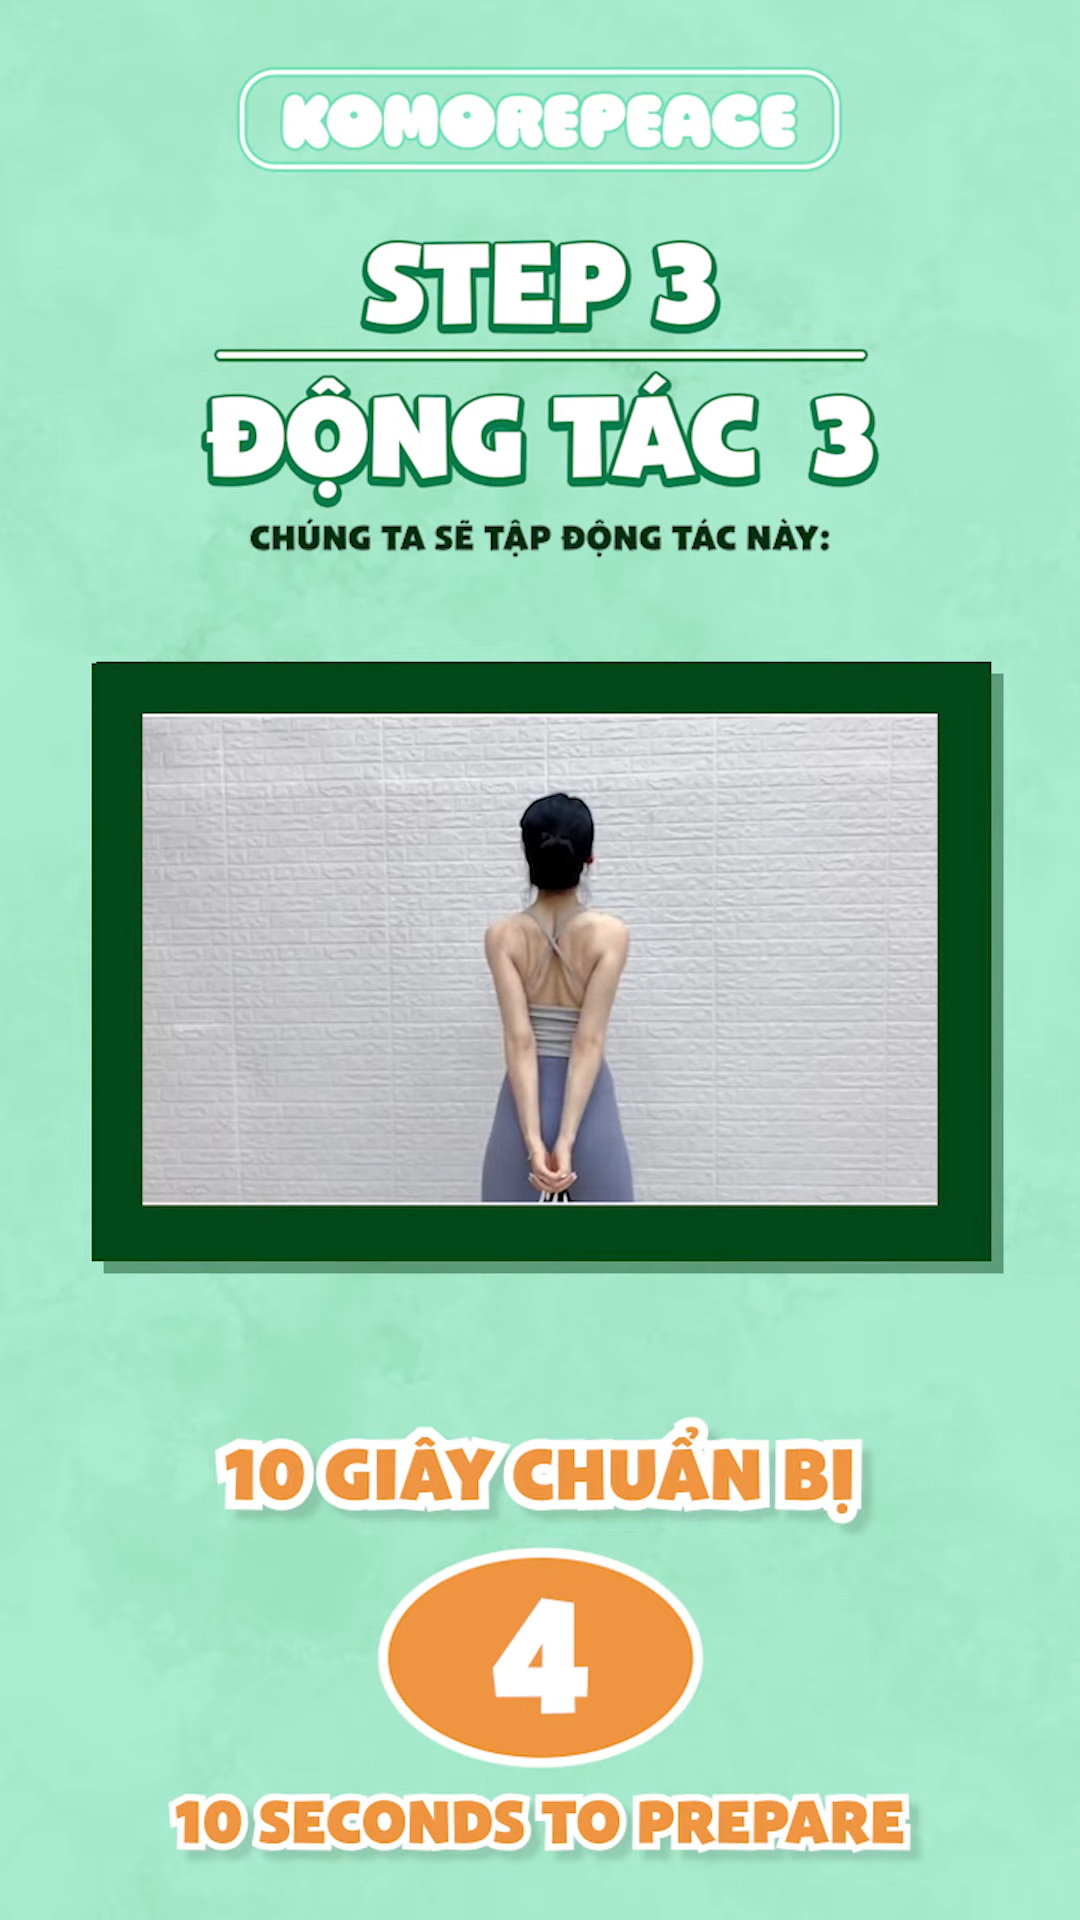 KOMOREPEACE
STEP 3
ĐỘNG TÁC 3
CHÚNG TA SẼ TẬP ĐỘNG TÁC NÀY:
10 GIÂY CHUẨN BỊ
4
10 SECONDS TO PREPARE